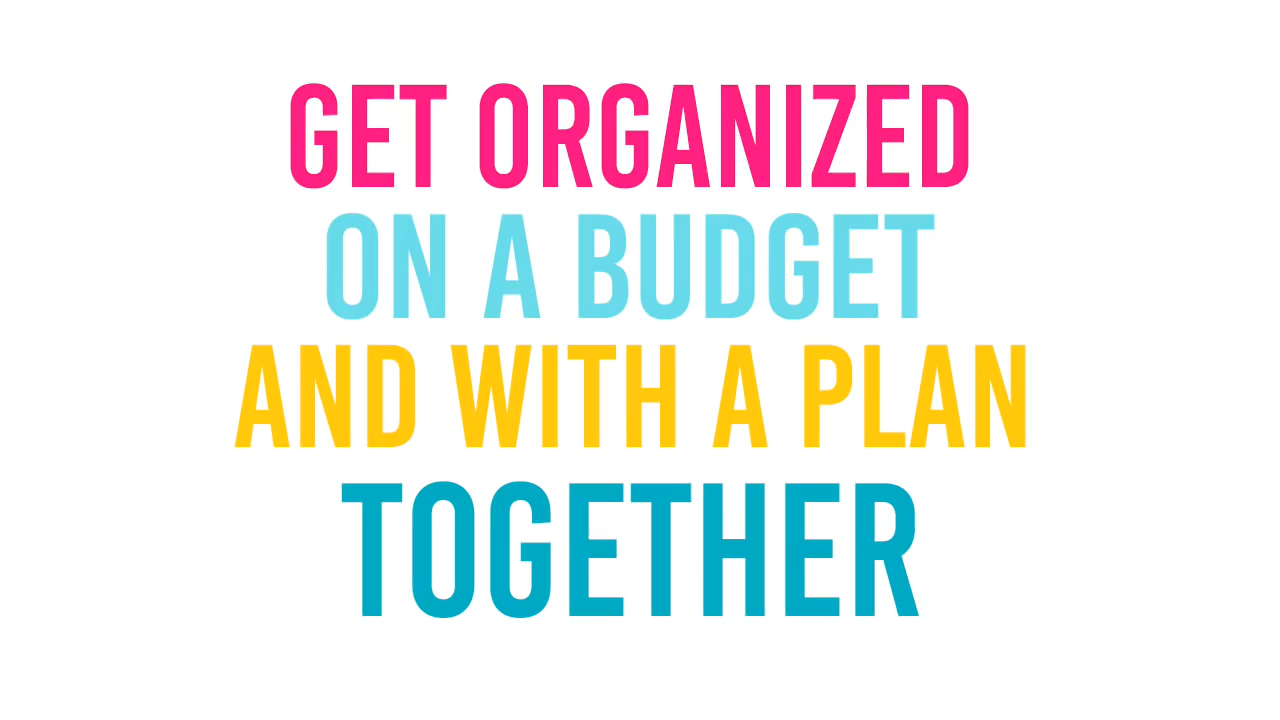 GET ORGANIZED
ON A BUDGET
AND WITH A PLAN
TOGETHER